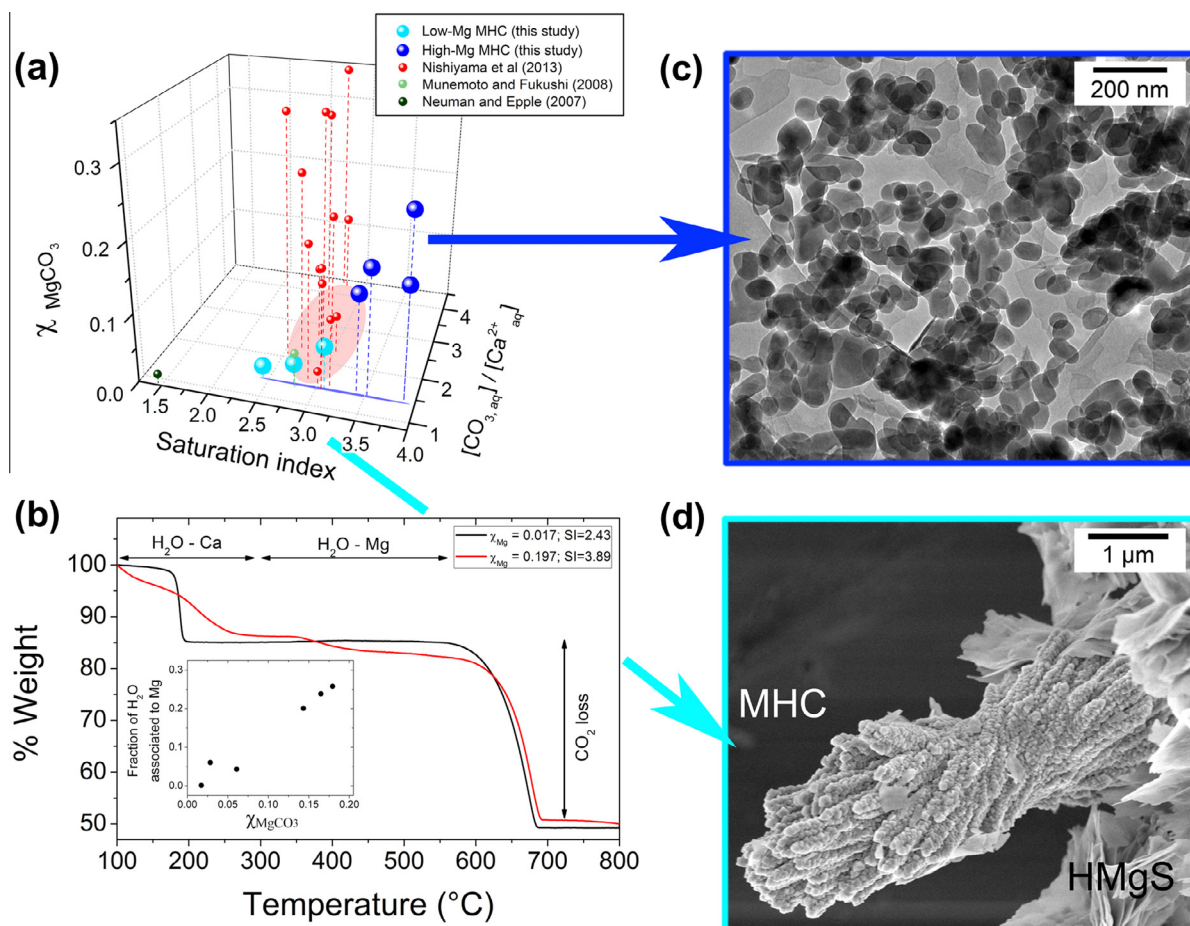 (a)
Low-Mg MHC (this study)
High-Mg MHC (this study)
Nishiyama et al (2013)
Munemoto and Fukushi (2008)
Neuman and Epple (2007)
0.3
0.2
0.1
0.0
χ MgCO₃
1.5
2.0
2.5
3.0
3.5
4.0
Saturation index
1
2
3
4
[CO₃,aq] / [Ca²⁺aq]
(c)
200 nm
(b)
H₂O - Ca
H₂O - Mg
χMg = 0.017; SI=2.43
χMg = 0.197; SI=3.89
100
90
80
70
60
50
% Weight
CO₂ loss
0.3
0.2
0.1
0.0
Fraction of H₂O
associated to Mg
0.00 0.05 0.10 0.15 0.20
χMgCO3
100 200 300 400 500 600 700 800
Temperature (°C)
(d)
1 µm
MHC
HMgS